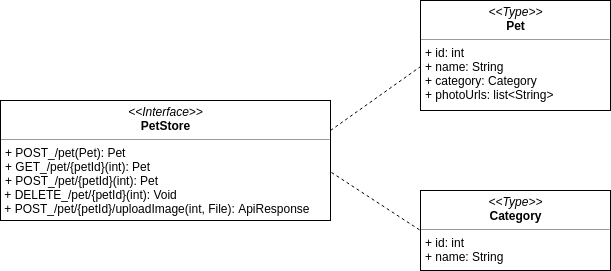 <<Type>>
Pet
+ id: int
+ name: String
+ category: Category
+ photoUrls: list<String>
<<Interface>>
PetStore
+ POST_/pet(Pet): Pet
+ GET_/pet/{petId}(int): Pet
+ POST_/pet/{petId}(int): Pet
+ DELETE_/pet/{petId}(int): Void
+ POST_/pet/{petId}/uploadImage(int, File): ApiResponse
<<Type>>
Category
+ id: int
+ name: String